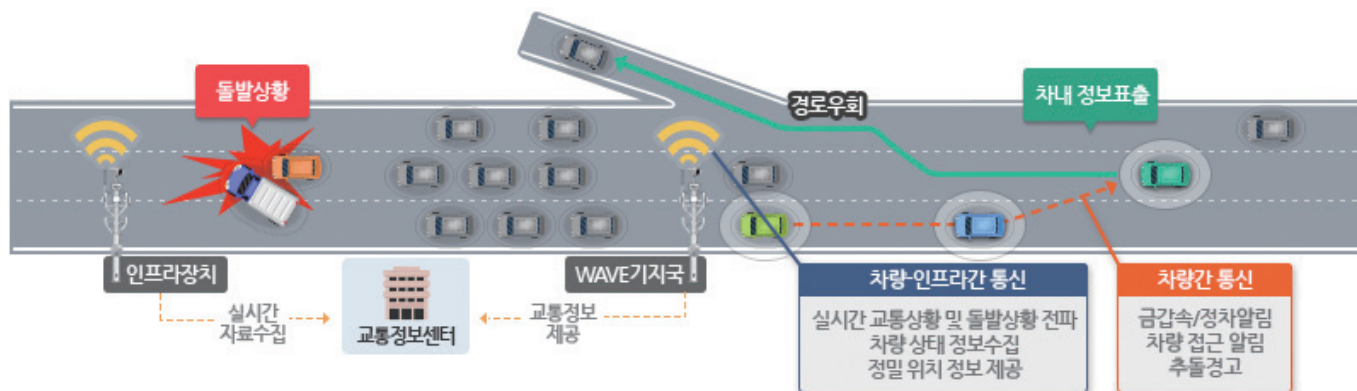 돌발상황
경로우회
차내 정보표출
인프라장치
WAVE기지국
실시간
자료수집
교통정보센터
교통정보
제공
차량-인프라간 통신
실시간 교통상황 및 돌발상황 전파
차량 상태 정보수집
정밀 위치 정보 제공
차량간 통신
금갑속/정차알림
차량 접근 알림
추돌경고